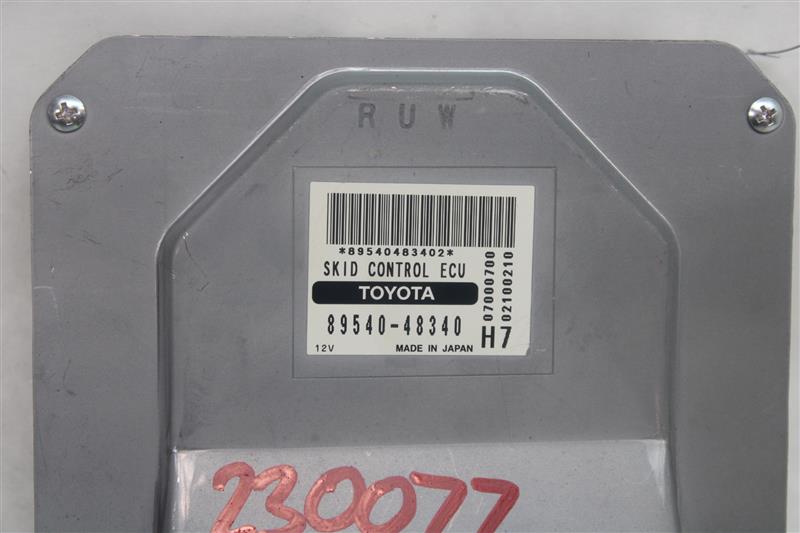 RUW
*89540483402*
SKID CONTROL ECU
TOYOTA
89540-48340
12V MADE IN JAPAN H7
07000700
02100210
230077